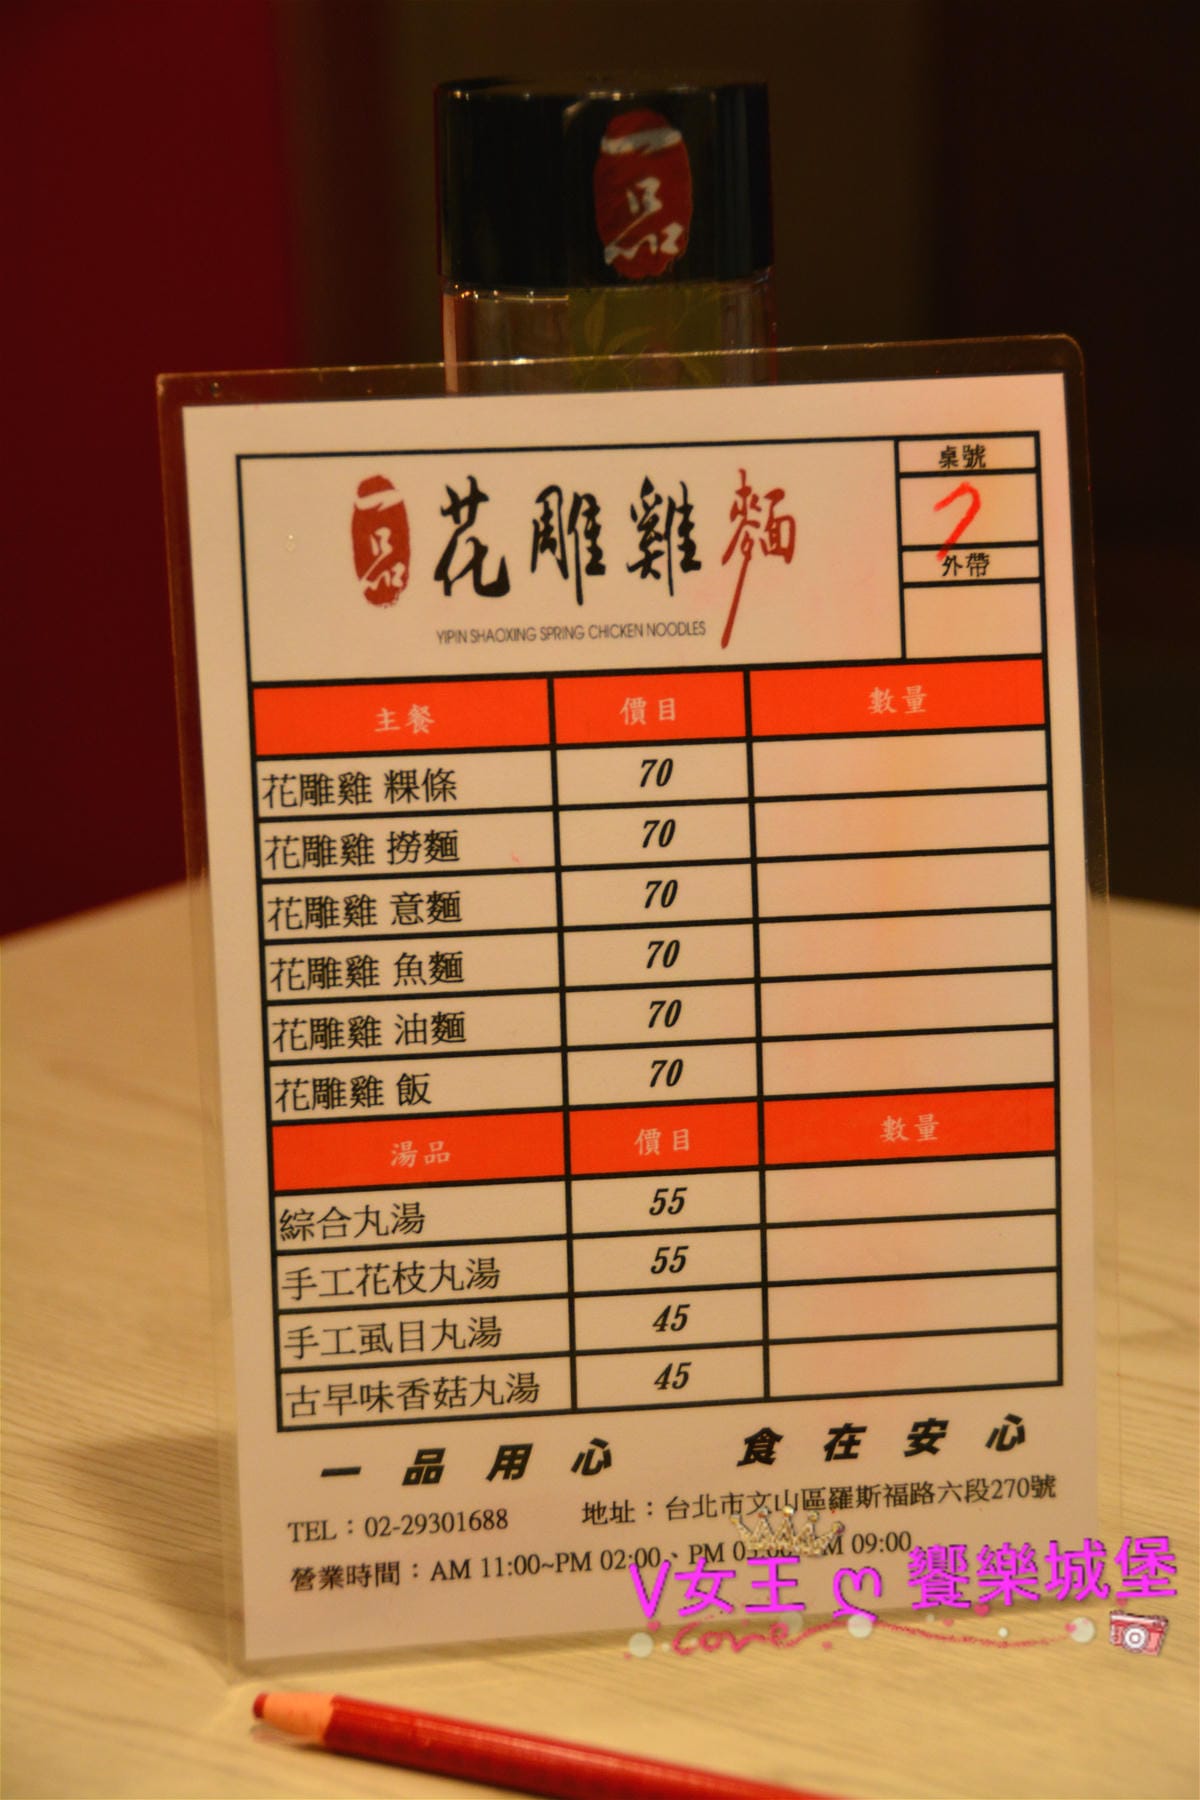 一品
桌號
一品 花雕雞麵
7
YIPIN SHAOXING SPRING CHICKEN NOODLES
外帶
主餐 價目 數量
花雕雞 粿條 70
花雕雞 撈麵 70
花雕雞 意麵 70
花雕雞 魚麵 70
花雕雞 油麵 70
花雕雞 飯 70
湯品 價目 數量
綜合丸湯 55
手工花枝丸湯 55
手工虱目丸湯 45
古早味香菇丸湯 45
一品用心 食在安心
TEL：02-29301688 地址：台北市文山區羅斯福路六段270號
營業時間：AM 11:00~PM 02:00、PM 09:00
V女王 ღ 饗樂城堡